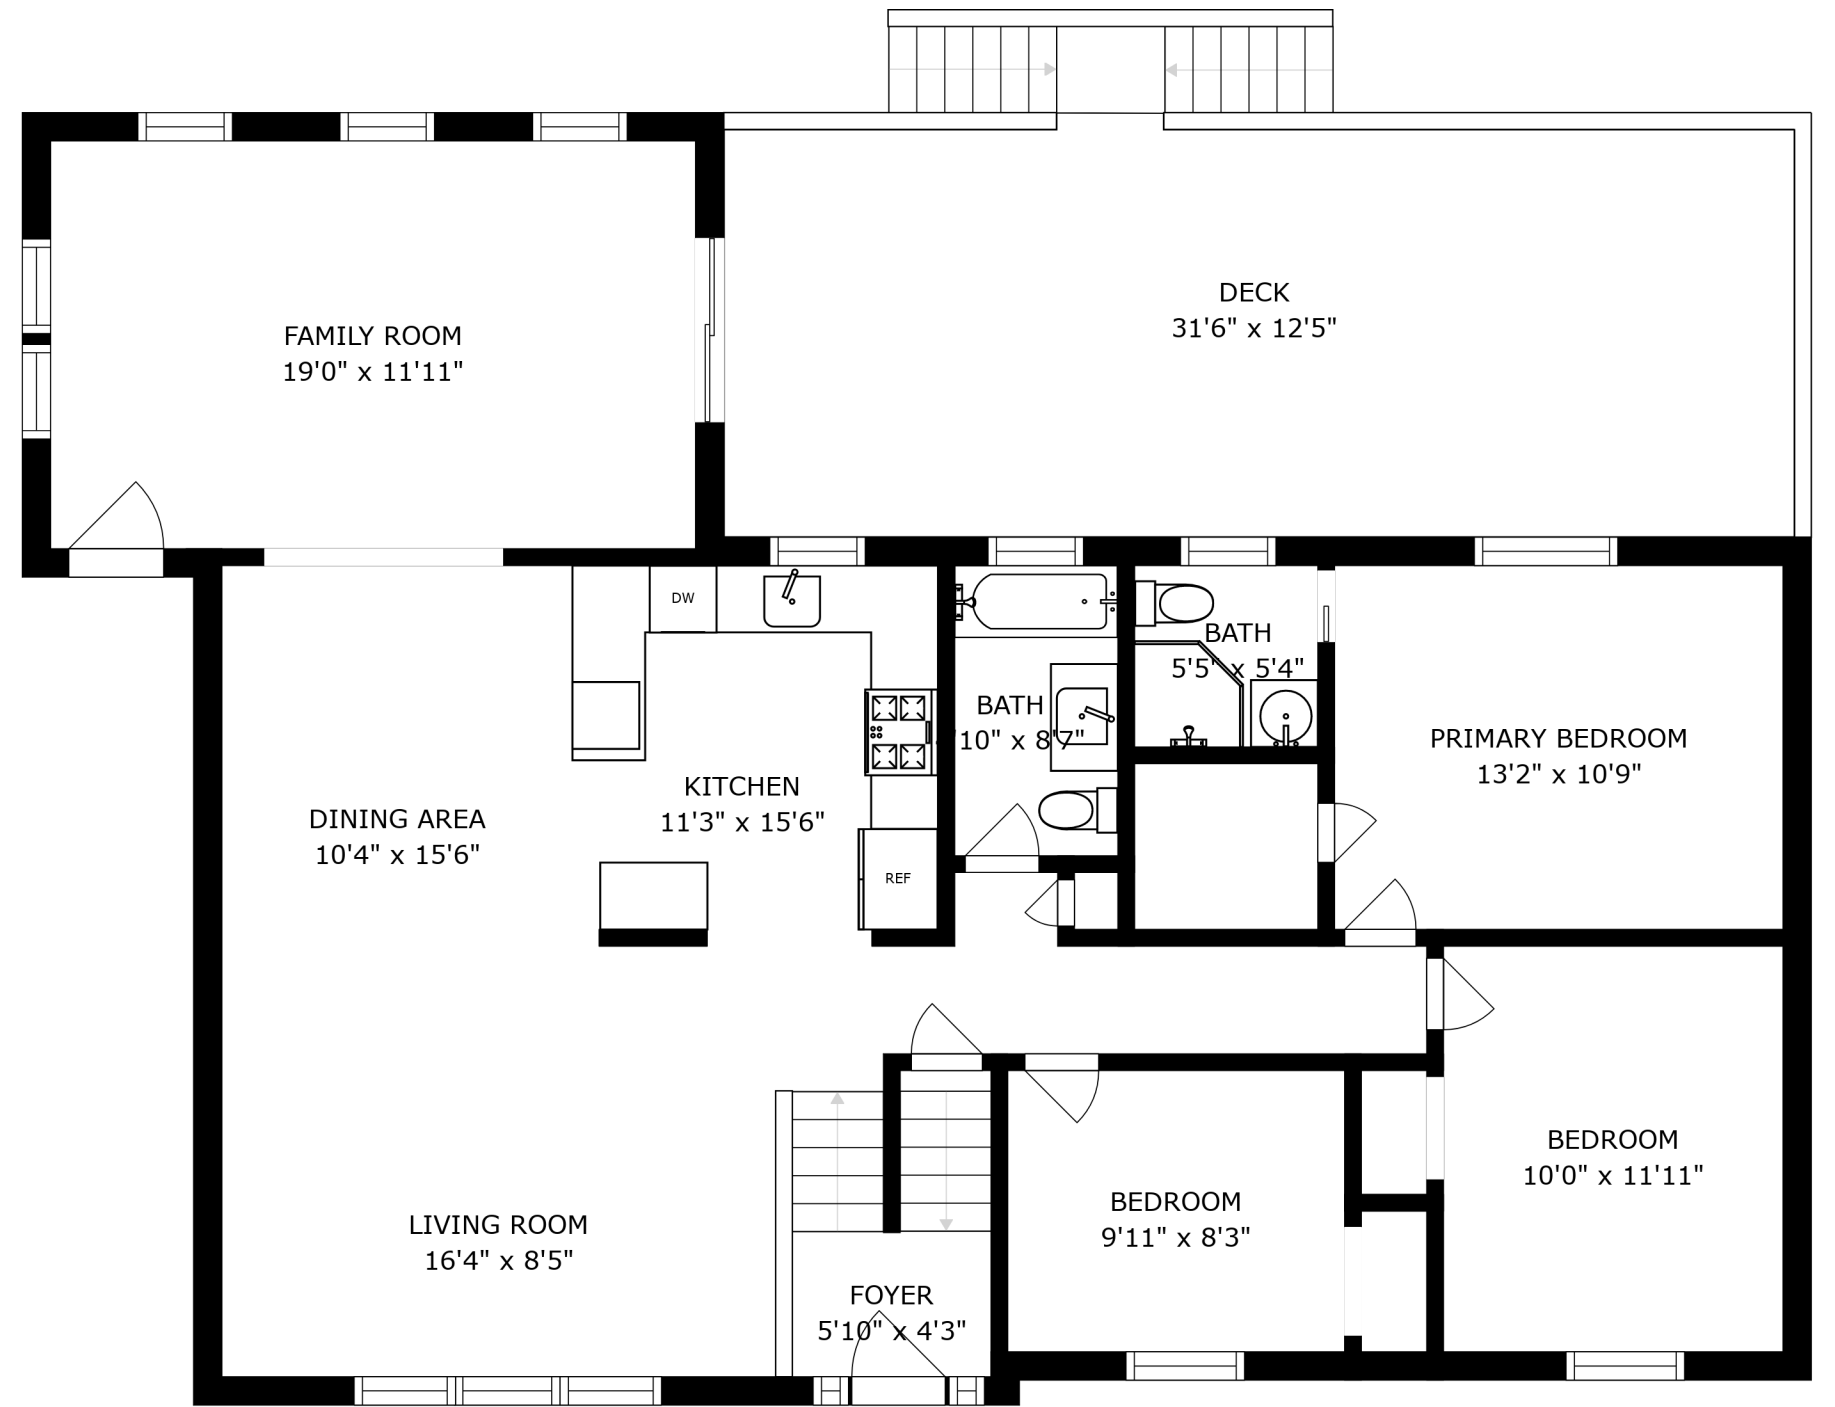 DECK
31'6" x 12'5"
FAMILY ROOM
19'0" x 11'11"
DW
BATH
5'5" x 5'4"
BATH
'10" x 8'7"
PRIMARY BEDROOM
13'2" x 10'9"
KITCHEN
11'3" x 15'6"
DINING AREA
10'4" x 15'6"
REF
BEDROOM
10'0" x 11'11"
BEDROOM
9'11" x 8'3"
LIVING ROOM
16'4" x 8'5"
FOYER
5'10" x 4'3"